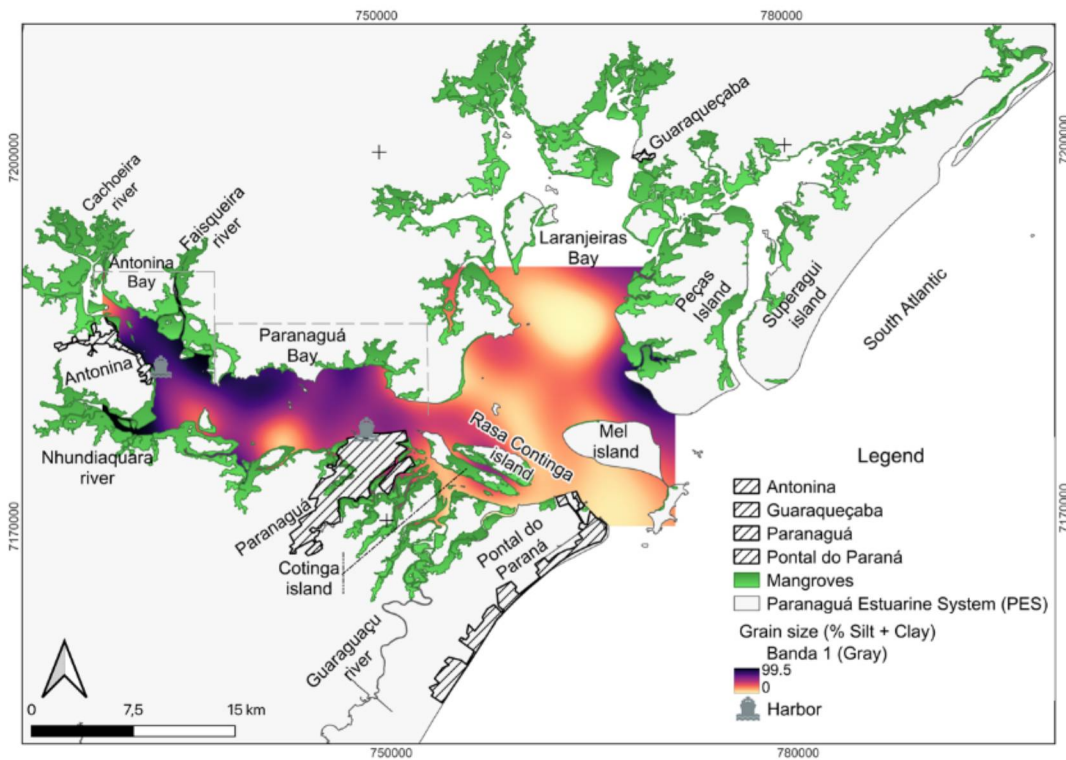 750000
780000
7200000
7200000
Guaraqueçaba
Cachoeira
river
Faisqueira
river
Antonina
Bay
Laranjeiras
Bay
Peças
Island
Superagui
island
South Atlantic
Paranaguá
Bay
Antonina
Rasa Continga
island
Mel
island
Nhundiaquara
river
Paranaguá
Cotinga
island
Pontal do
Paraná
Guaraguaçu
river
7170000
7170000
Legend
Antonina
Guaraqueçaba
Paranaguá
Pontal do Paraná
Mangroves
Paranaguá Estuarine System (PES)
Grain size (% Silt + Clay)
Banda 1 (Gray)
99.5
0
Harbor
0
7,5
15 km
750000
780000